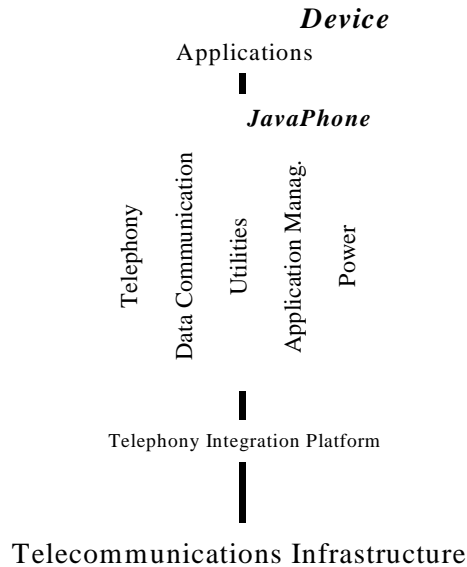 Device
Applications
JavaPhone
Telephony
Data Communication
Utilities
Application Manag.
Power
Telephony Integration Platform
Telecommunications Infrastructure